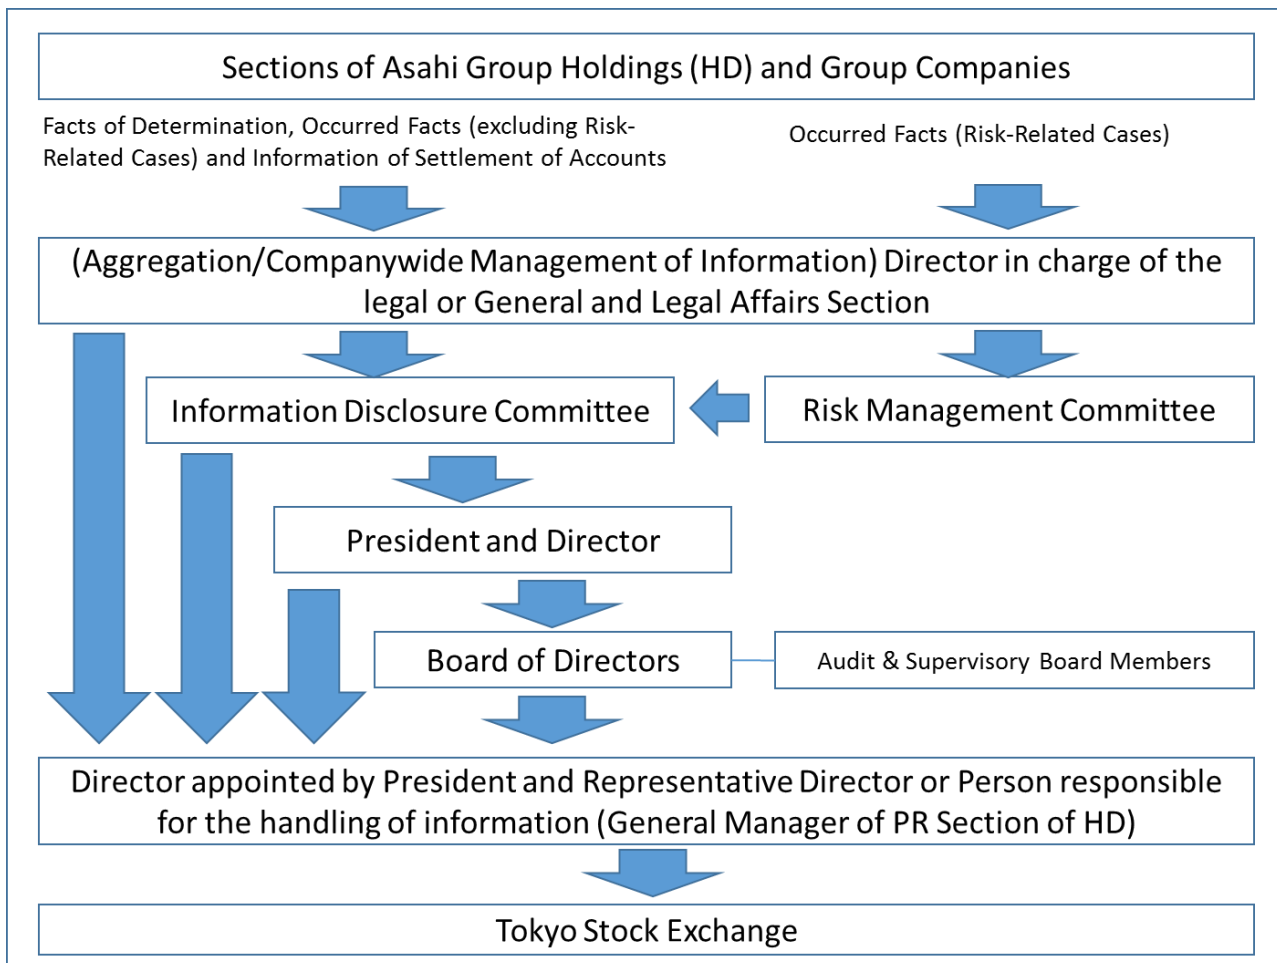 Sections of Asahi Group Holdings (HD) and Group Companies
Facts of Determination, Occurred Facts (excluding Risk-
Related Cases) and Information of Settlement of Accounts
Occurred Facts (Risk-Related Cases)
(Aggregation/Companywide Management of Information) Director in charge of the
legal or General and Legal Affairs Section
Information Disclosure Committee
Risk Management Committee
President and Director
Board of Directors
Audit & Supervisory Board Members
Director appointed by President and Representative Director or Person responsible
for the handling of information (General Manager of PR Section of HD)
Tokyo Stock Exchange